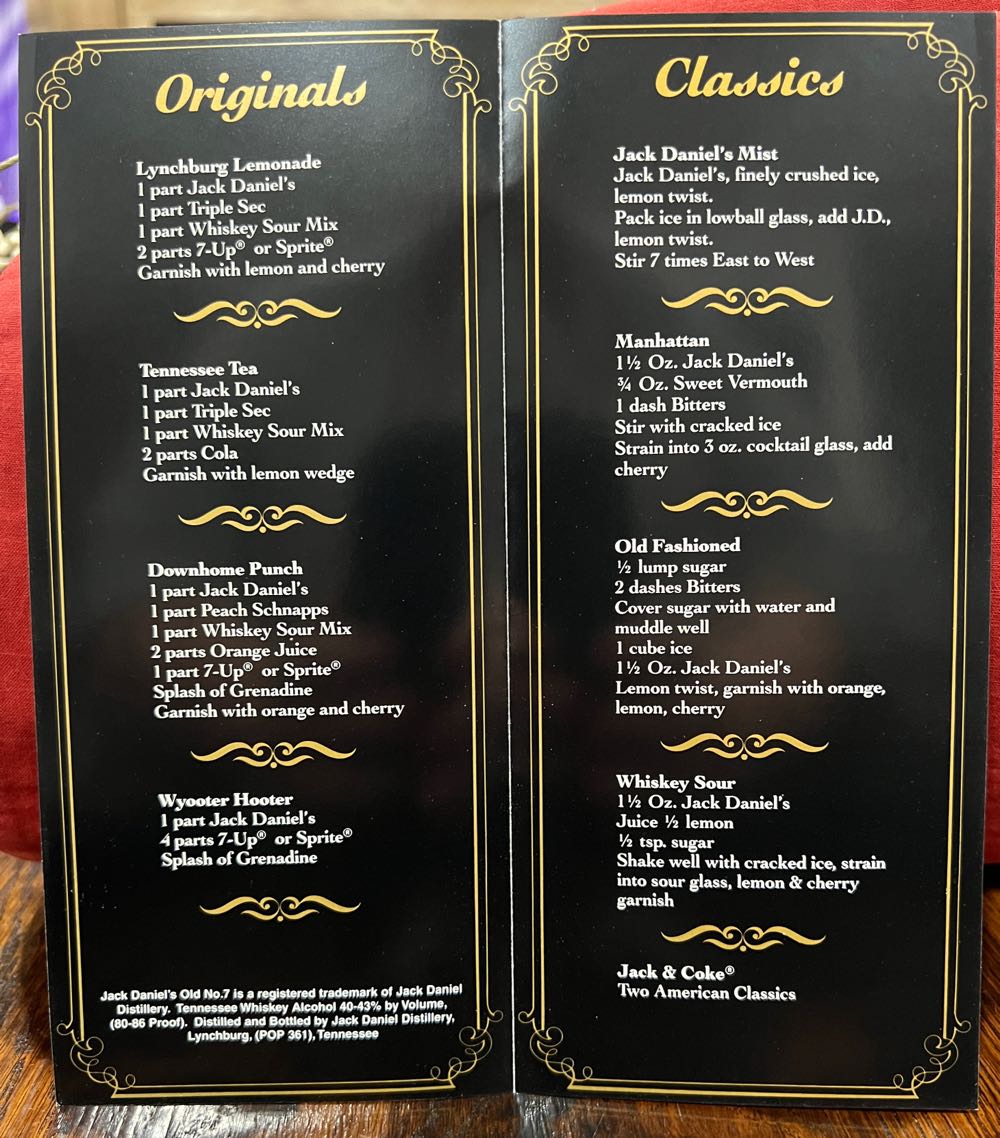 Originals
Lynchburg Lemonade
1 part Jack Daniel's
1 part Triple Sec
1 part Whiskey Sour Mix
2 parts 7-Up® or Sprite®
Garnish with lemon and cherry
Tennessee Tea
1 part Jack Daniel's
1 part Triple Sec
1 part Whiskey Sour Mix
2 parts Cola
Garnish with lemon wedge
Downhome Punch
1 part Jack Daniel's
1 part Peach Schnapps
1 part Whiskey Sour Mix
2 parts Orange Juice
1 part 7-Up® or Sprite®
Splash of Grenadine
Garnish with orange and cherry
Wyooter Hooter
1 part Jack Daniel's
4 parts 7-Up® or Sprite®
Splash of Grenadine
Jack Daniel's Old No.7 is a registered trademark of Jack Daniel
Distillery. Tennessee Whiskey Alcohol 40-43% by Volume,
(80-86 Proof). Distilled and Bottled by Jack Daniel Distillery,
Lynchburg, (POP 361), Tennessee
Classics
Jack Daniel's Mist
Jack Daniel's, finely crushed ice,
lemon twist.
Pack ice in lowball glass, add J.D.,
lemon twist.
Stir 7 times East to West
Manhattan
1½ Oz. Jack Daniel's
¾ Oz. Sweet Vermouth
1 dash Bitters
Stir with cracked ice
Strain into 3 oz. cocktail glass, add
cherry
Old Fashioned
½ lump sugar
2 dashes Bitters
Cover sugar with water and
muddle well
1 cube ice
1½ Oz. Jack Daniel's
Lemon twist, garnish with orange,
lemon, cherry
Whiskey Sour
1½ Oz. Jack Daniel's
Juice ½ lemon
½ tsp. sugar
Shake well with cracked ice, strain
into sour glass, lemon & cherry
garnish
Jack & Coke®
Two American Classics